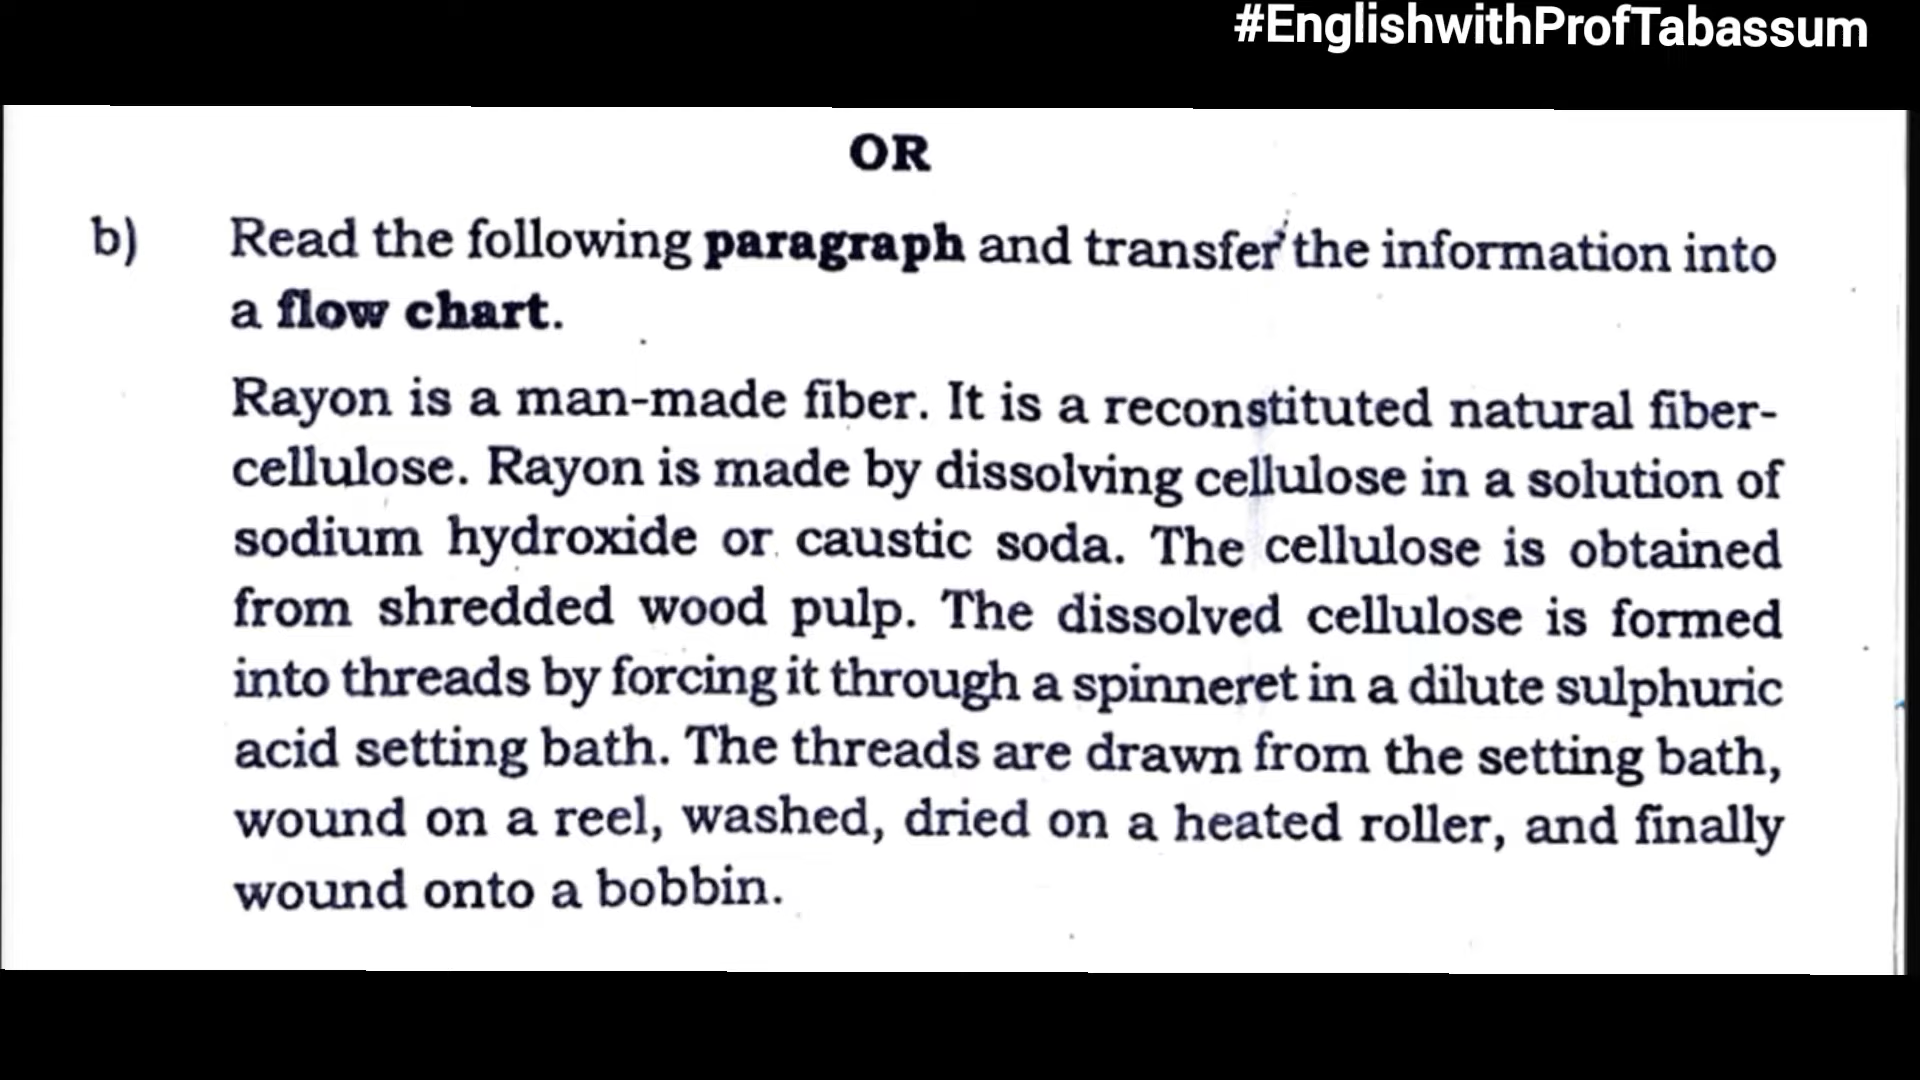 #EnglishwithProfTabassum
OR
b) Read the following paragraph and transfer the information into
a flow chart.
Rayon is a man-made fiber. It is a reconstituted natural fiber-
cellulose. Rayon is made by dissolving cellulose in a solution of
sodium hydroxide or caustic soda. The cellulose is obtained
from shredded wood pulp. The dissolved cellulose is formed
into threads by forcing it through a spinneret in a dilute sulphuric
acid setting bath. The threads are drawn from the setting bath,
wound on a reel, washed, dried on a heated roller, and finally
wound onto a bobbin.